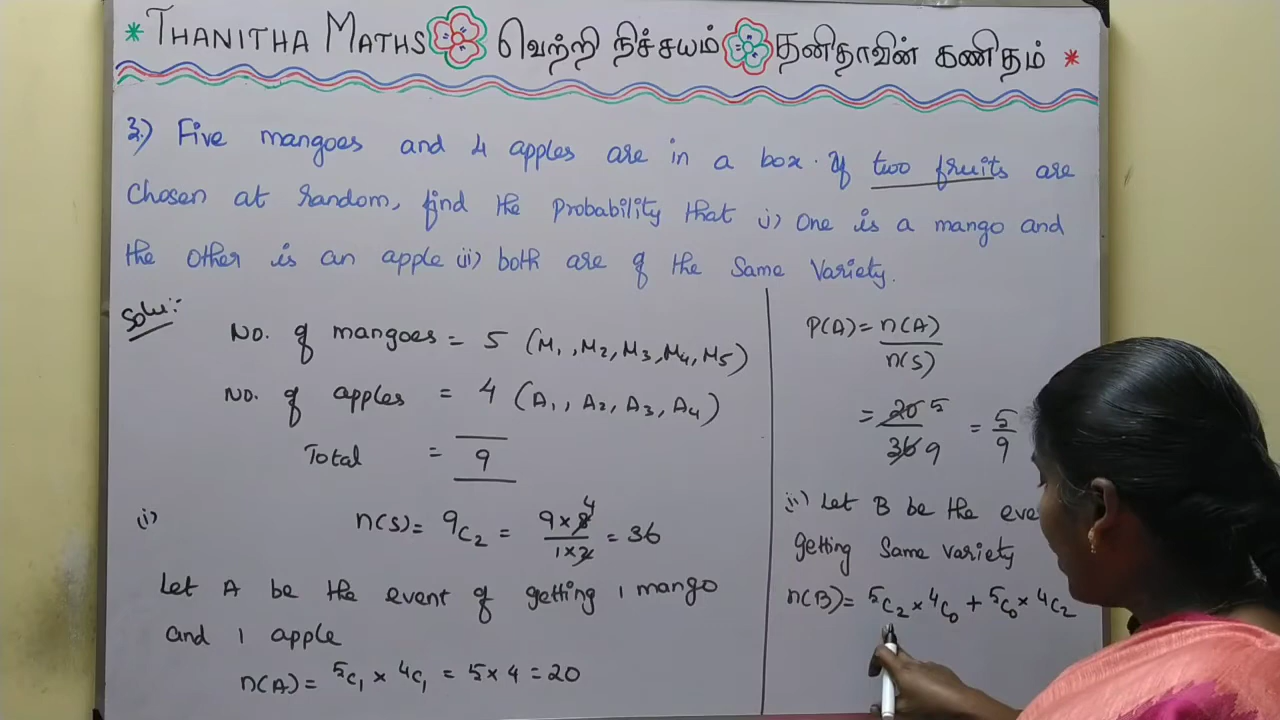 * THANITHA MATHS வெற்றி நிச்சயம் தனிதாவின் கணிதம் *
3.) Five mangoes and 4 apples are in a box. If two fruits are
chosen at random, find the probability that i) One is a mango and
the other is an apple ii) both are of the same variety.
Solu:-
No. of mangoes = 5 (M₁, M₂, M₃, M₄, M₅)
No. of apples = 4 (A₁, A₂, A₃, A₄)
Total = 9
(i) n(S) = 9C₂ = 9×8 4 / 1×2 = 36
Let A be the event of getting 1 mango
and 1 apple
n(A) = 5C₁ × 4C₁ = 5×4 = 20
P(A) = n(A) / n(S)
= 20 5 / 36 9 = 5/9
ii) Let B be the
getting same variety
n(B) = 5C₂ × 4C₀ + 5C₀ × 4C₂